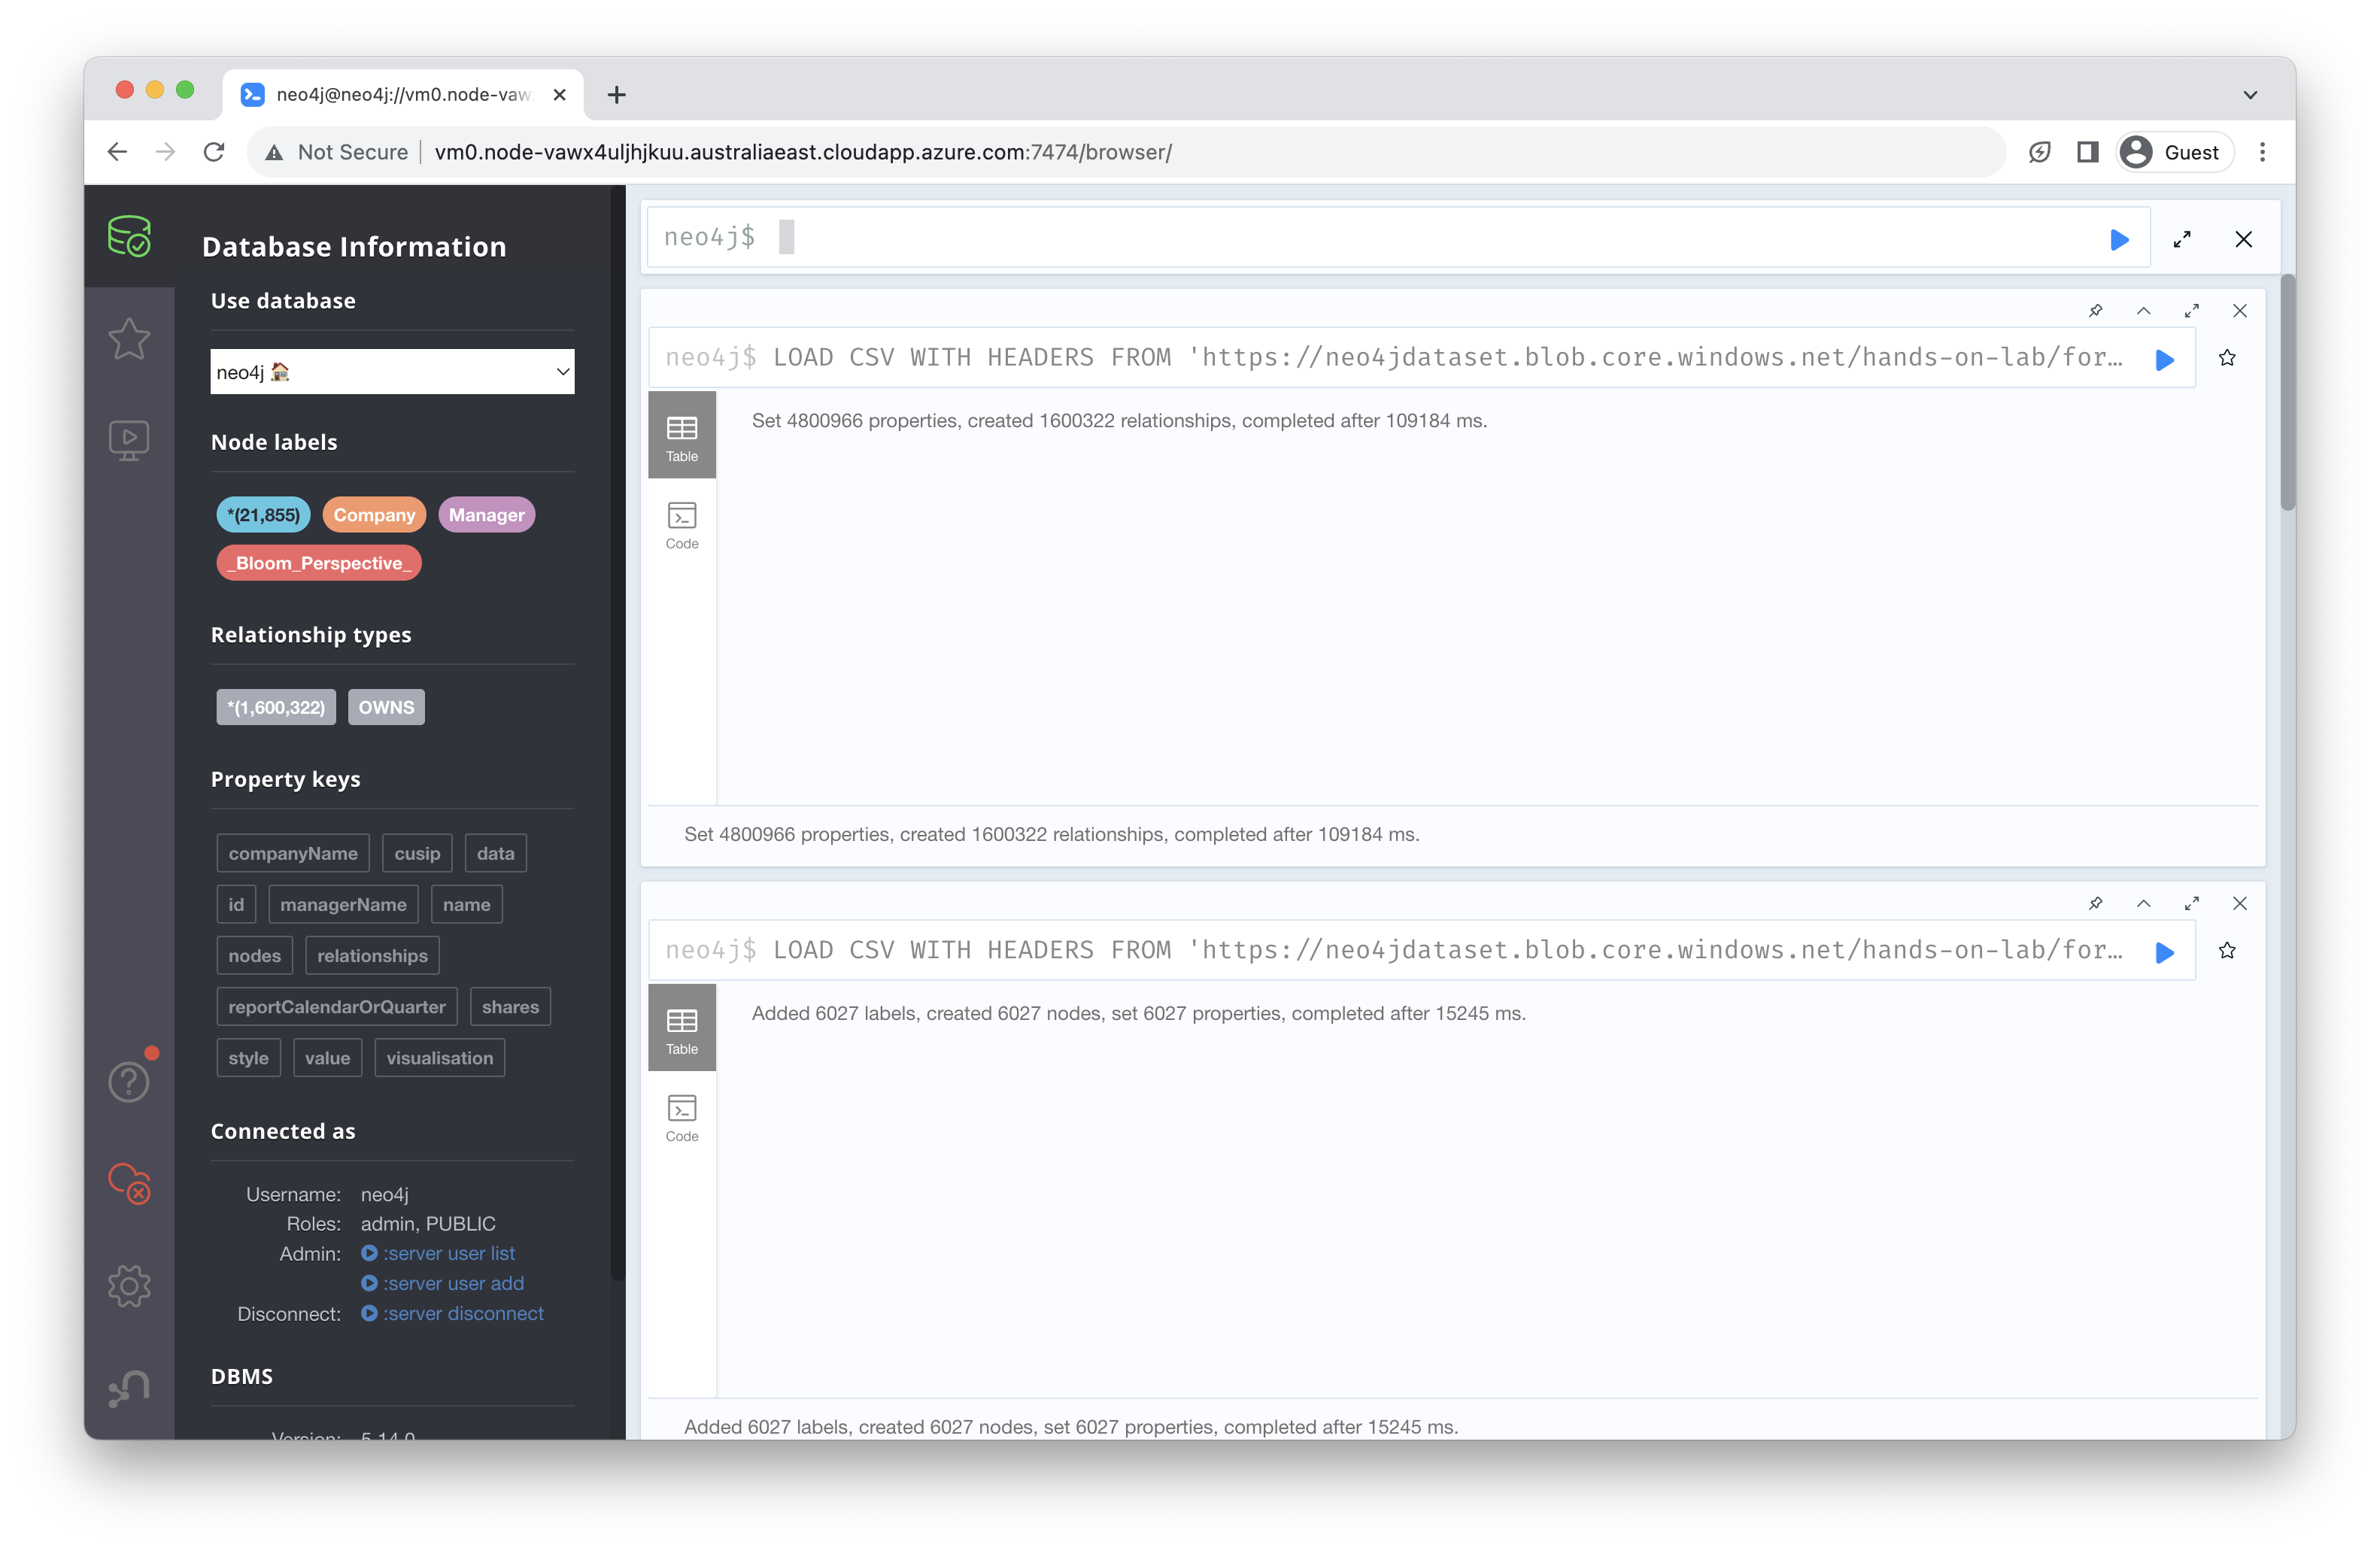 neo4j@neo4j://vm0.node-vaw
Not Secure | vm0.node-vawx4uljhjkuu.australiaeast.cloudapp.azure.com:7474/browser/
Guest
Database Information
Use database
neo4j
Node labels
*(21,855) Company Manager
_Bloom_Perspective_
Relationship types
*(1,600,322) OWNS
Property keys
companyName cusip data
id managerName name
nodes relationships
reportCalendarOrQuarter shares
style value visualisation
Connected as
Username: neo4j
Roles: admin, PUBLIC
Admin: :server user list
:server user add
Disconnect: :server disconnect
DBMS
Version: 5.14.0
neo4j$
neo4j$ LOAD CSV WITH HEADERS FROM 'https://neo4jdataset.blob.core.windows.net/hands-on-lab/for…
Table
Code
Set 4800966 properties, created 1600322 relationships, completed after 109184 ms.
Set 4800966 properties, created 1600322 relationships, completed after 109184 ms.
neo4j$ LOAD CSV WITH HEADERS FROM 'https://neo4jdataset.blob.core.windows.net/hands-on-lab/for…
Table
Code
Added 6027 labels, created 6027 nodes, set 6027 properties, completed after 15245 ms.
Added 6027 labels, created 6027 nodes, set 6027 properties, completed after 15245 ms.